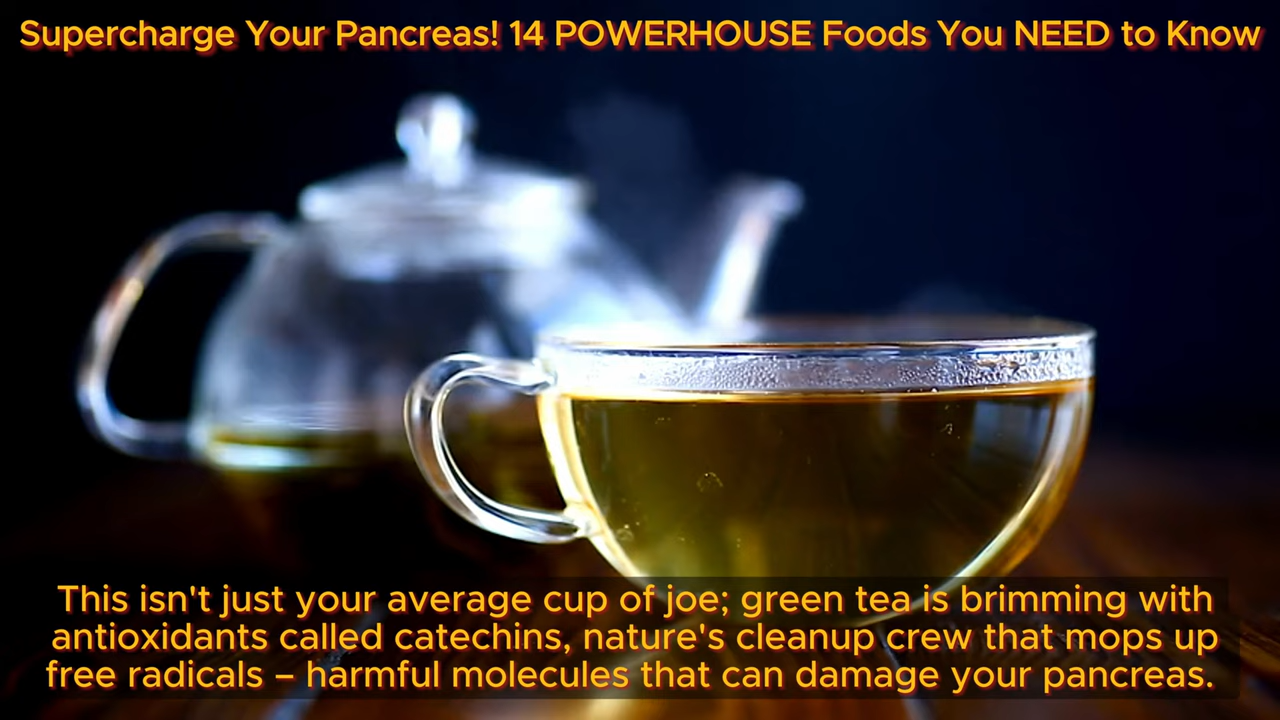 Supercharge Your Pancreas! 14 POWERHOUSE Foods You NEED to Know
This isn't just your average cup of joe; green tea is brimming with
antioxidants called catechins, nature's cleanup crew that mops up
free radicals – harmful molecules that can damage your pancreas.